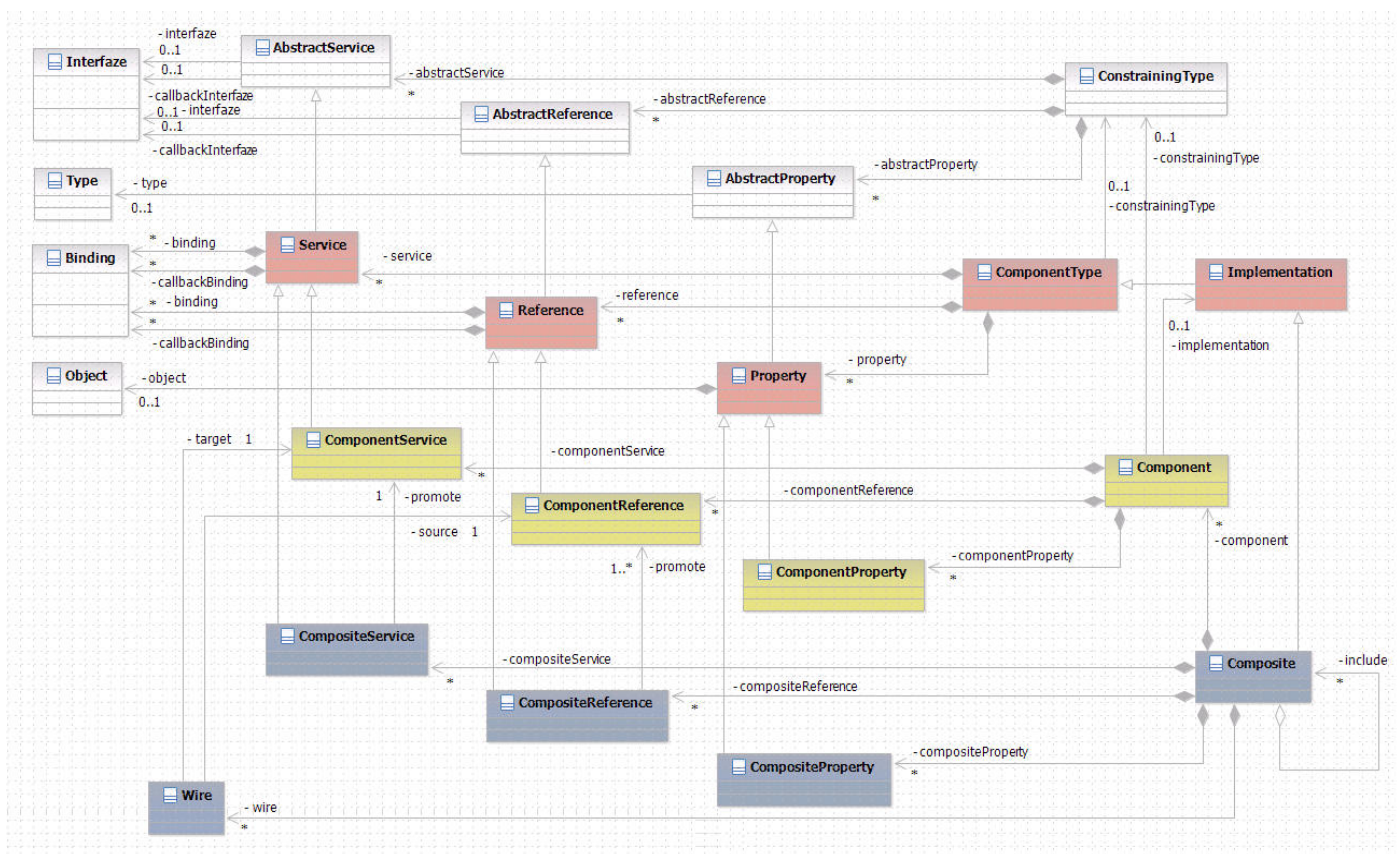 - interfaze
0..1
AbstractService
Interfaze
0..1
- abstractService
*
ConstrainingType
- callbackInterfaze
0..1 - interfaze
0..1
AbstractReference
- abstractReference
*
- callbackInterfaze
0..1
- constrainingType
Type
- type
0..1
AbstractProperty
- abstractProperty
*
0..1
- constrainingType
* - binding
Service
Binding
*
- callbackBinding
- service
*
ComponentType
Implementation
* - binding
*
- callbackBinding
Reference
- reference
*
0..1
- implementation
Object
- object
0..1
Property
- property
*
- target 1
ComponentService
- componentService
*
Component
1 - promote
ComponentReference
- componentReference
*
- source 1
*
- component
1..* - promote
ComponentProperty
- componentProperty
*
CompositeService
- compositeService
*
Composite
- include
*
CompositeReference
- compositeReference
*
CompositeProperty
- compositeProperty
*
Wire
- wire
*